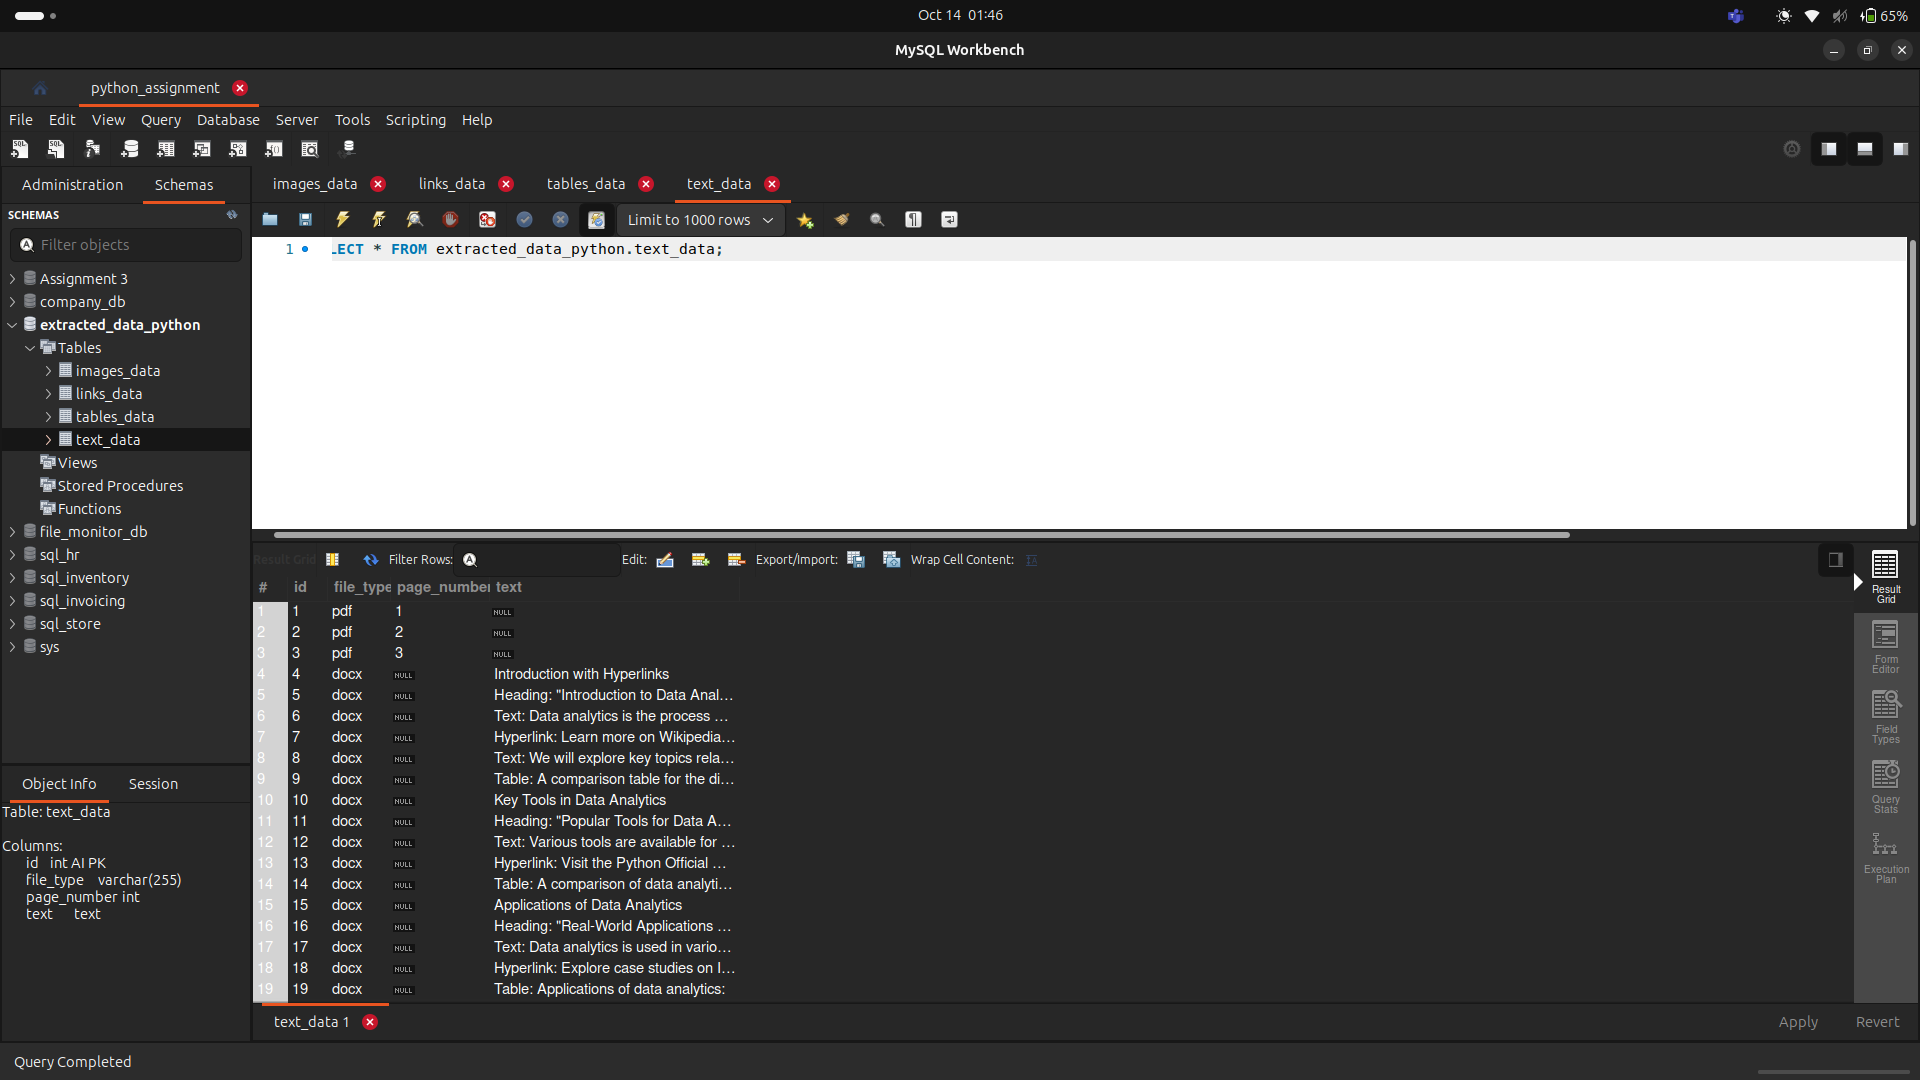 Oct 14 01:46
65%
MySQL Workbench
python_assignment
File Edit View Query Database Server Tools Scripting Help
Administration Schemas
images_data links_data tables_data text_data
SCHEMAS
Filter objects
Limit to 1000 rows
1 LECT * FROM extracted_data_python.text_data;
Assignment 3
company_db
extracted_data_python
Tables
images_data
links_data
tables_data
text_data
Views
Stored Procedures
Functions
file_monitor_db
sql_hr
sql_inventory
sql_invoicing
sql_store
sys
Object Info Session
Table: text_data
Columns:
id int AI PK
file_type varchar(255)
page_number int
text text
Result Grid Filter Rows: Edit: Export/Import: Wrap Cell Content:
# id file_type page_number text
1 1 pdf 1 NULL
2 2 pdf 2 NULL
3 3 pdf 3 NULL
4 4 docx NULL Introduction with Hyperlinks
5 5 docx NULL Heading: "Introduction to Data Anal...
6 6 docx NULL Text: Data analytics is the process ...
7 7 docx NULL Hyperlink: Learn more on Wikipedia...
8 8 docx NULL Text: We will explore key topics rela...
9 9 docx NULL Table: A comparison table for the di...
10 10 docx NULL Key Tools in Data Analytics
11 11 docx NULL Heading: "Popular Tools for Data A...
12 12 docx NULL Text: Various tools are available for ...
13 13 docx NULL Hyperlink: Visit the Python Official ...
14 14 docx NULL Table: A comparison of data analyti...
15 15 docx NULL Applications of Data Analytics
16 16 docx NULL Heading: "Real-World Applications ...
17 17 docx NULL Text: Data analytics is used in vario...
18 18 docx NULL Hyperlink: Explore case studies on I...
19 19 docx NULL Table: Applications of data analytics:
Result
Grid
Form
Editor
Field
Types
Query
Stats
Execution
Plan
text_data 1
Apply Revert
Query Completed